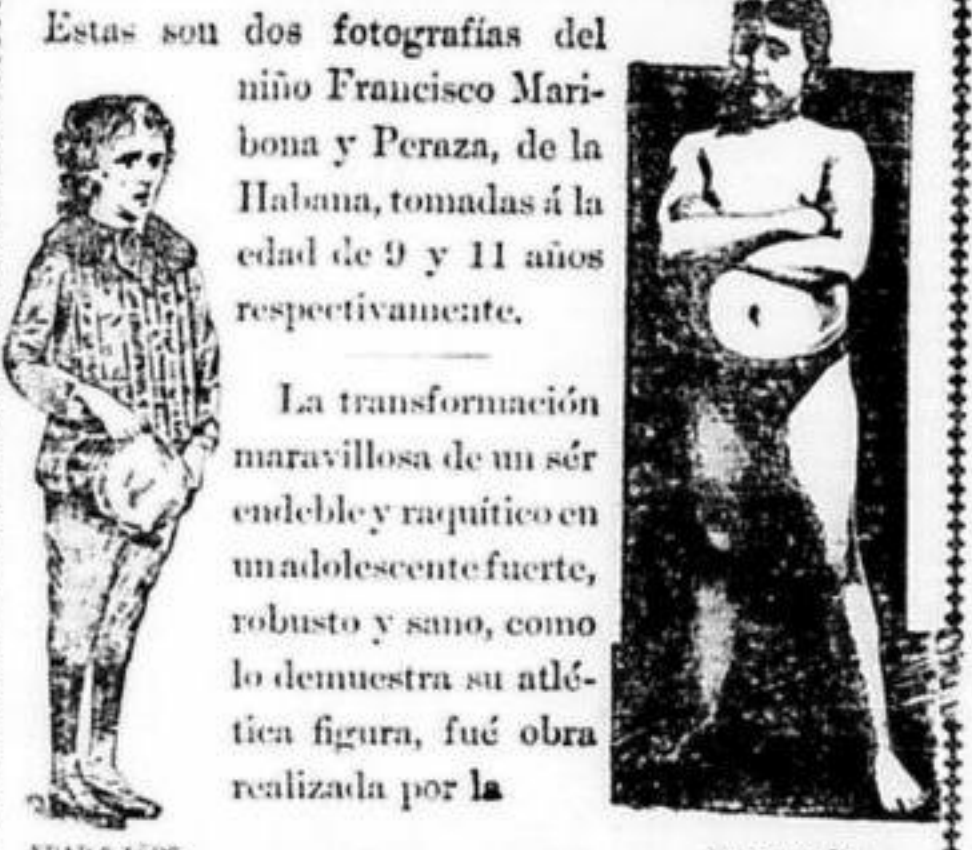 Estas son dos fotografías del
niño Francisco Mari-
bona y Peraza, de la
Habana, tomadas á la
edad de 9 y 11 años
respectivamente.
La transformación
maravillosa de un sér
endeble y raquítico en
un adolescente fuerte,
robusto y sano, como
lo demuestra su atlé-
tica figura, fué obra
realizada por la